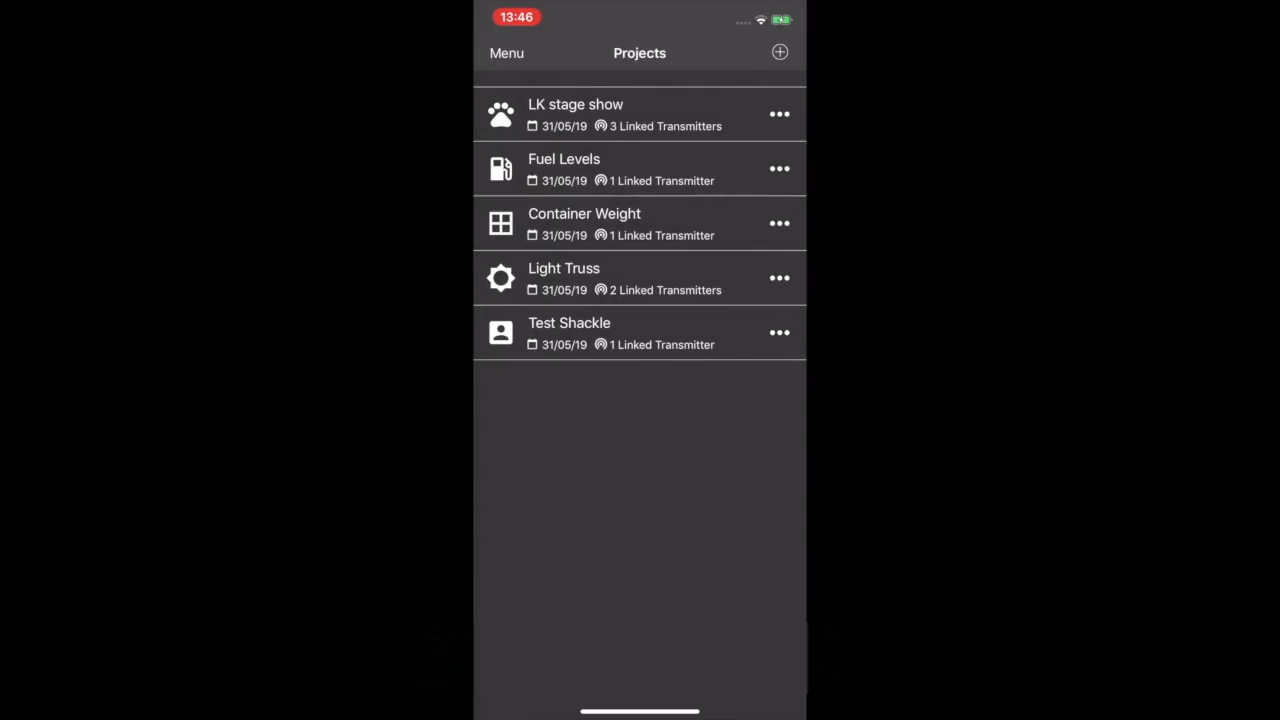 13:46
Menu Projects
LK stage show
31/05/19 3 Linked Transmitters
Fuel Levels
31/05/19 1 Linked Transmitter
Container Weight
31/05/19 1 Linked Transmitter
Light Truss
31/05/19 2 Linked Transmitters
Test Shackle
31/05/19 1 Linked Transmitter